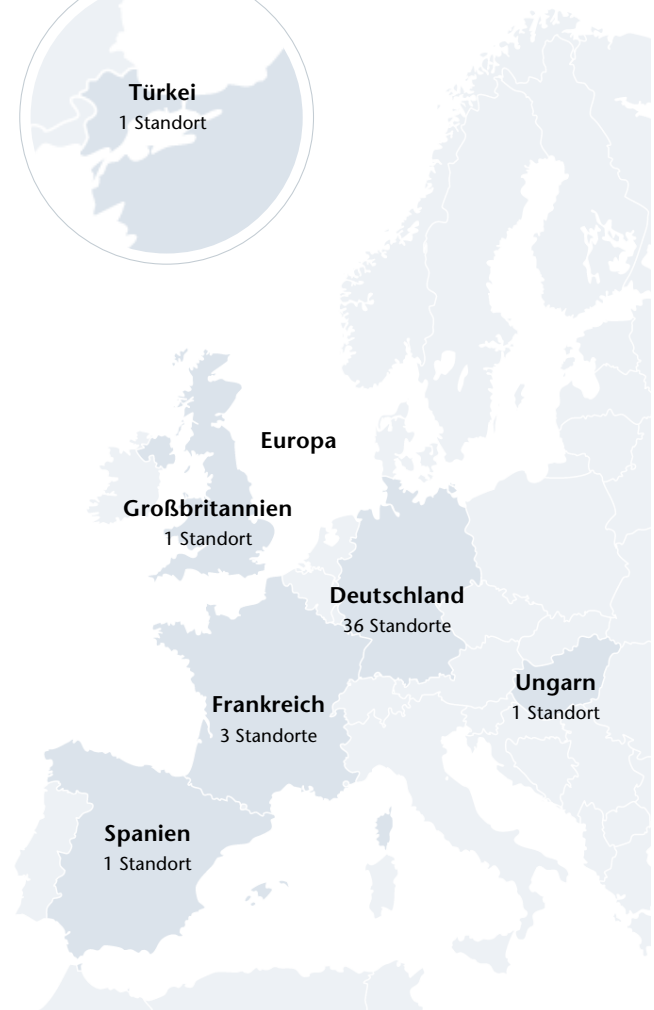 Türkei
1 Standort
Europa
Großbritannien
1 Standort
Deutschland
36 Standorte
Ungarn
1 Standort
Frankreich
3 Standorte
Spanien
1 Standort